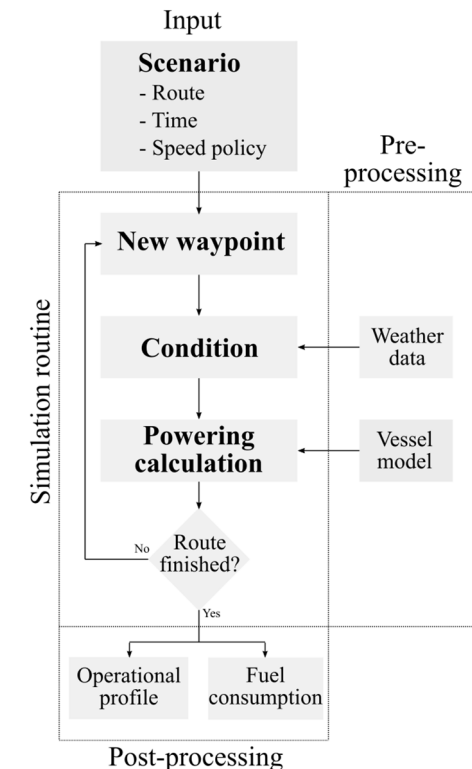 Input
Scenario
- Route
- Time
- Speed policy
Pre-
processing
New waypoint
Simulation routine
Condition
Weather
data
Powering
calculation
Vessel
model
No
Route
finished?
Yes
Operational
profile
Fuel
consumption
Post-processing